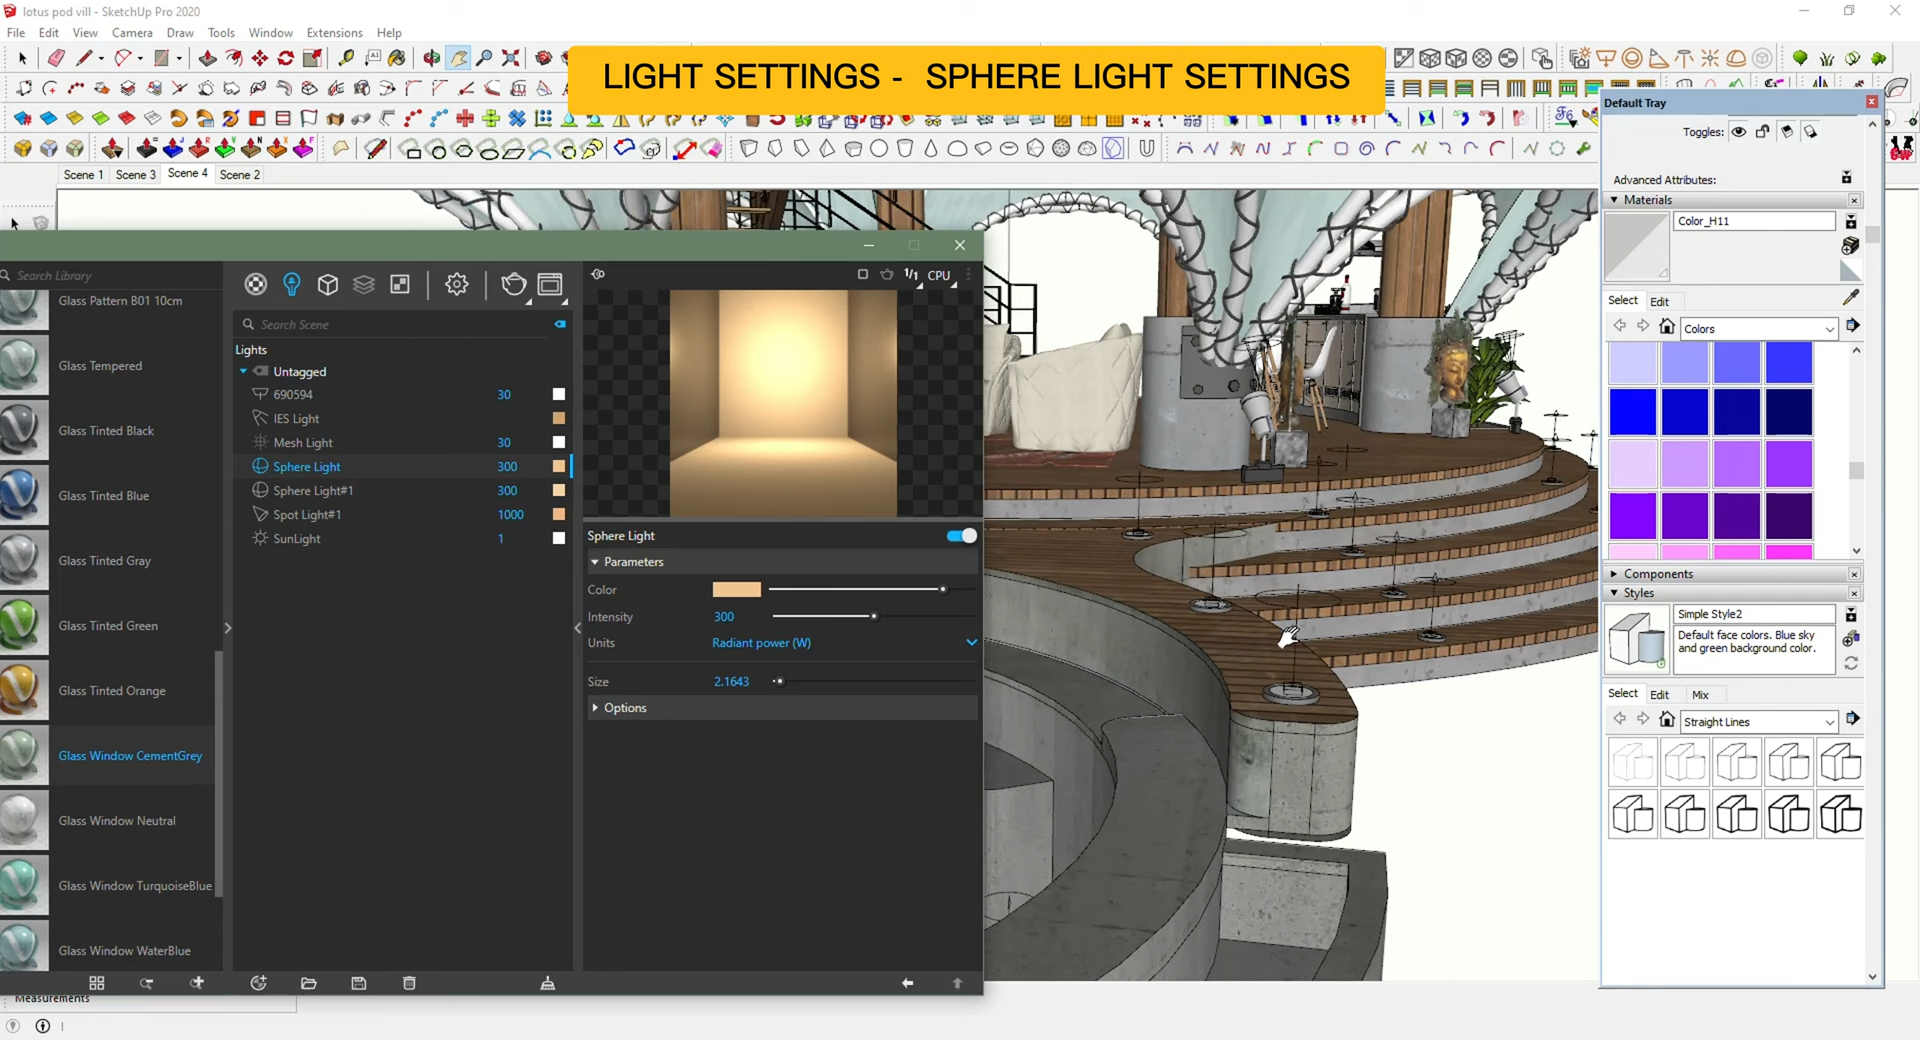 lotus pod vill - SketchUp Pro 2020
File Edit View Camera Draw Tools Window Extensions Help
LIGHT SETTINGS - SPHERE LIGHT SETTINGS
Default Tray
Toggles:
Scene 1 Scene 3 Scene 4 Scene 2
Advanced Attributes:
Materials
Color_H11
Select Edit
Colors
Components
Styles
Simple Style2
Default face colors. Blue sky
and green background color.
Select Edit Mix
Straight Lines
Search Library
Glass Pattern B01 10cm
Glass Tempered
Glass Tinted Black
Glass Tinted Blue
Glass Tinted Gray
Glass Tinted Green
Glass Tinted Orange
Glass Window CementGrey
Glass Window Neutral
Glass Window TurquoiseBlue
Glass Window WaterBlue
Search Scene
Lights
Untagged
690594 30
IES Light
Mesh Light 30
Sphere Light 300
Sphere Light#1 300
Spot Light#1 1000
SunLight 1
1/1 CPU
Sphere Light
Parameters
Color
Intensity 300
Units Radiant power (W)
Size 2.1643
Options
Measurements